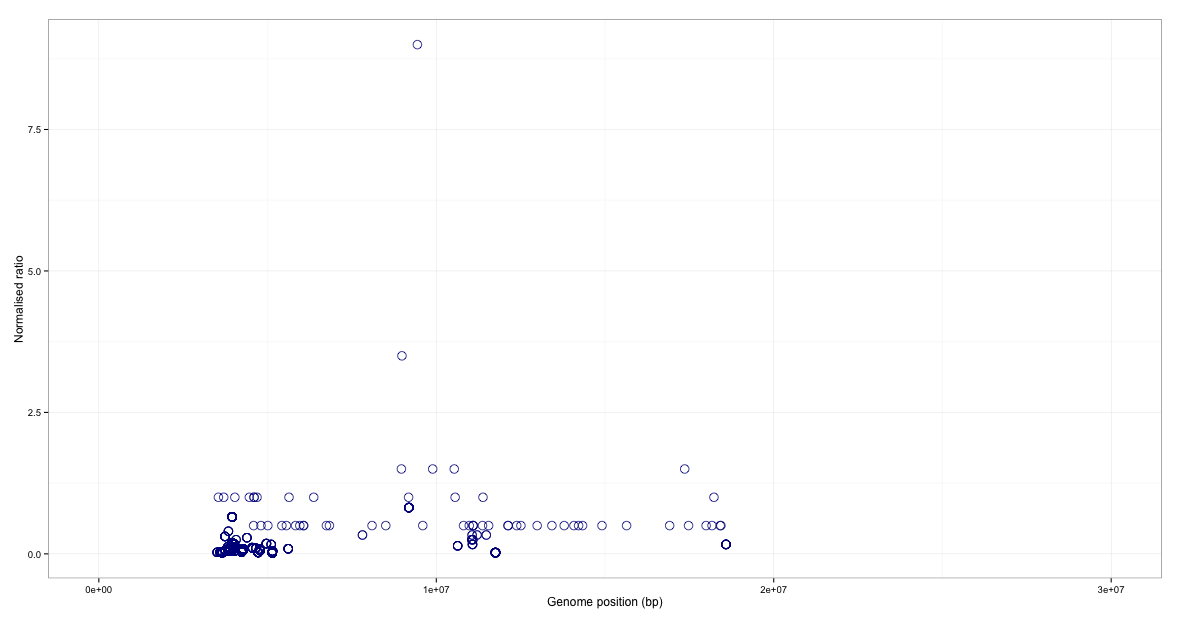 7.5
5.0
2.5
0.0
Normalised ratio
0e+00
1e+07
2e+07
3e+07
Genome position (bp)